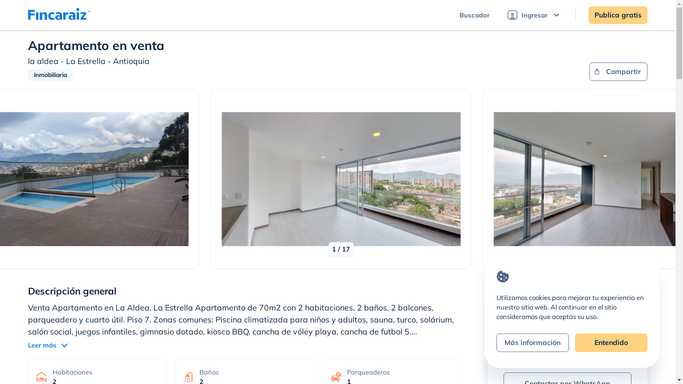 Fincaraiz
Buscador
Ingresar
Publica gratis
Apartamento en venta
la aldea - La Estrella - Antioquia
Inmobiliaria
Compartir
1 / 17
Descripción general
Venta Apartamento en La Aldea, La Estrella Apartamento de 70m2 con 2 habitaciones, 2 baños, 2 balcones,
parqueadero y cuarto útil. Piso 7. Zonas comunes: Piscina climatizada para niños y adultos, sauna, turco, solárium,
salón social, juegos infantiles, gimnasio dotado, kiosco BBQ, cancha de vóley playa, cancha de futbol 5....
Leer más
Habitaciones
2
Baños
2
Parqueaderos
1
Utilizamos cookies para mejorar tu experiencia en
nuestro sitio web. Al continuar en el sitio
consideramos que aceptas su uso.
Más información
Entendido
Contactar por WhatsApp